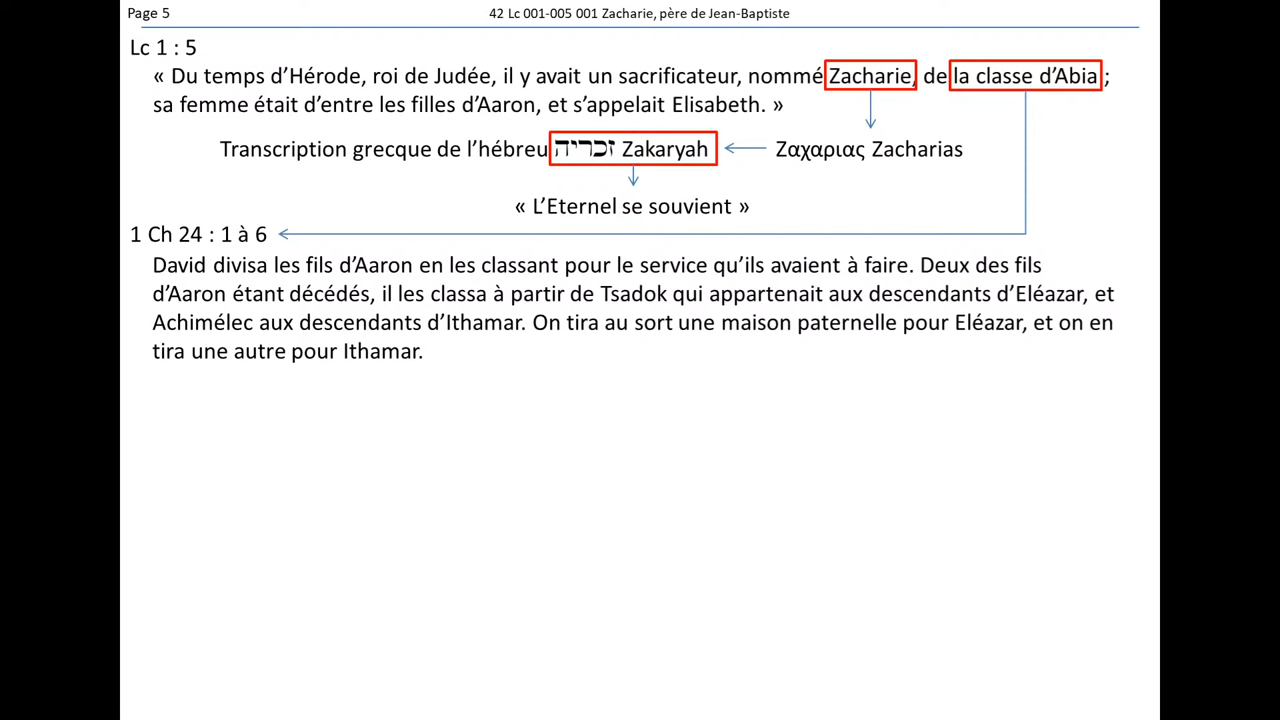 Page 5
42 Lc 001-005 001 Zacharie, père de Jean-Baptiste
Lc 1 : 5
« Du temps d’Hérode, roi de Judée, il y avait un sacrificateur, nommé Zacharie, de la classe d’Abia ;
sa femme était d’entre les filles d’Aaron, et s’appelait Elisabeth. »
Transcription grecque de l’hébreu זכריה Zakaryah
Ζαχαριας Zacharias
« L’Eternel se souvient »
1 Ch 24 : 1 à 6
David divisa les fils d’Aaron en les classant pour le service qu’ils avaient à faire. Deux des fils
d’Aaron étant décédés, il les classa à partir de Tsadok qui appartenait aux descendants d’Eléazar, et
Achimélec aux descendants d’Ithamar. On tira au sort une maison paternelle pour Eléazar, et on en
tira une autre pour Ithamar.